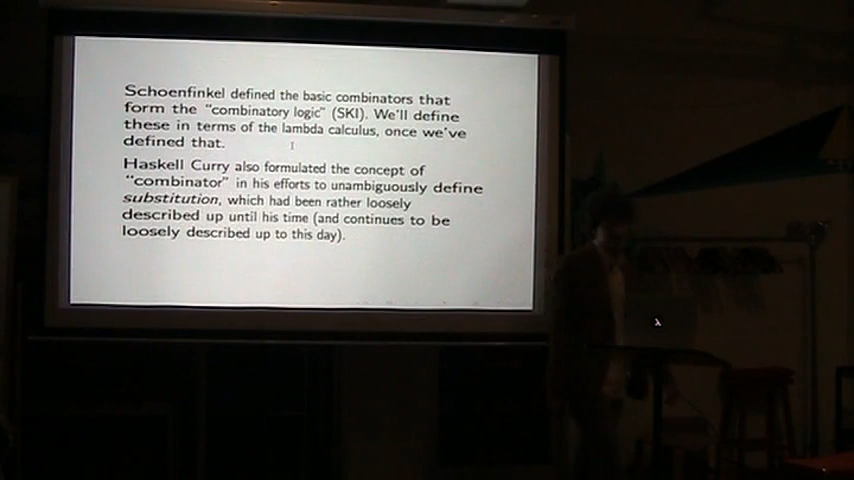 Schoenfinkel defined the basic combinators that
form the “combinatory logic” (SKI). We'll define
these in terms of the lambda calculus, once we've
defined that.
Haskell Curry also formulated the concept of
“combinator” in his efforts to unambiguously define
substitution, which had been rather loosely
described up until his time (and continues to be
loosely described up to this day).
λ